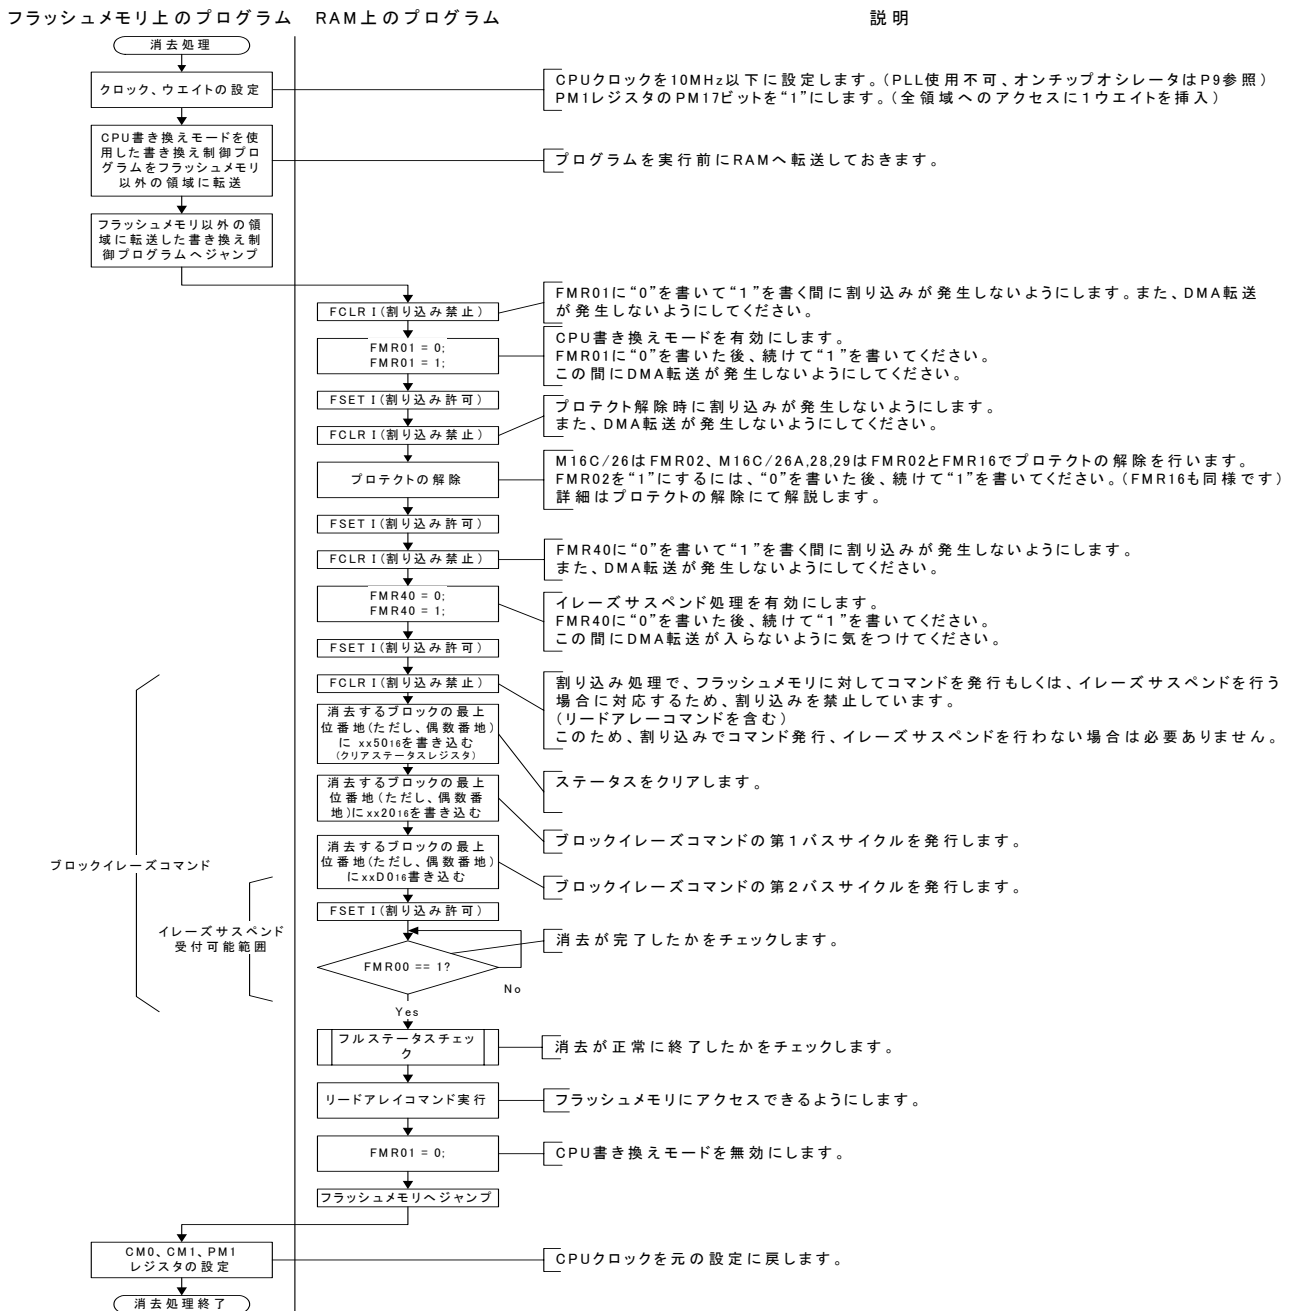 フラッシュメモリ上のプログラム
RAM上のプログラム
説明
消去処理
クロック、ウエイトの設定
CPUクロックを10MHz以下に設定します。(PLL使用不可、オンチップオシレータはP9参照)
PM1レジスタのPM17ビットを“1”にします。(全領域へのアクセスに1ウエイトを挿入)
CPU書き換えモードを使
用した書き換え制御プロ
グラムをフラッシュメモリ
以外の領域に転送
プログラムを実行前にRAMへ転送しておきます。
フラッシュメモリ以外の領
域に転送した書き換え制
御プログラムへジャンプ
FCLR I(割り込み禁止)
FMR01に“0”を書いて“1”を書く間に割り込みが発生しないようにします。また、DMA転送
が発生しないようにしてください。
FMR01 = 0;
FMR01 = 1;
CPU書き換えモードを有効にします。
FMR01に“0”を書いた後、続けて“1”を書いてください。
この間にDMA転送が発生しないようにしてください。
FSET I(割り込み許可)
FCLR I(割り込み禁止)
プロテクト解除時に割り込みが発生しないようにします。
また、DMA転送が発生しないようにしてください。
プロテクトの解除
M16C/26はFMR02、M16C/26A,28,29はFMR02とFMR16でプロテクトの解除を行います。
FMR02を“1”にするには、“0”を書いた後、続けて“1”を書いてください。(FMR16も同様です)
詳細はプロテクトの解除にて解説します。
FSET I(割り込み許可)
FCLR I(割り込み禁止)
FMR40に“0”を書いて“1”を書く間に割り込みが発生しないようにします。
また、DMA転送が発生しないようにしてください。
FMR40 = 0;
FMR40 = 1;
イレーズサスペンド処理を有効にします。
FMR40に“0”を書いた後、続けて“1”を書いてください。
この間にDMA転送が入らないように気をつけてください。
FSET I(割り込み許可)
FCLR I(割り込み禁止)
割り込み処理で、フラッシュメモリに対してコマンドを発行もしくは、イレーズサスペンドを行う
場合に対応するため、割り込みを禁止しています。
(リードアレーコマンドを含む)
このため、割り込みでコマンド発行、イレーズサスペンドを行わない場合は必要ありません。
消去するブロックの最上
位番地(ただし、偶数番地)
に xx5016を書き込む
(クリアステータスレジスタ)
ステータスをクリアします。
消去するブロックの最上
位番地(ただし、偶数番
地)にxx2016を書き込む
ブロックイレーズコマンドの第1バスサイクルを発行します。
消去するブロックの最上
位番地(ただし、偶数番地)
にxxD016書き込む
ブロックイレーズコマンドの第2バスサイクルを発行します。
ブロックイレーズコマンド
FSET I(割り込み許可)
イレーズサスペンド
受付可能範囲
FMR00 == 1?
消去が完了したかをチェックします。
No
Yes
フルステータスチェッ
ク
消去が正常に終了したかをチェックします。
リードアレイコマンド実行
フラッシュメモリにアクセスできるようにします。
FMR01 = 0;
CPU書き換えモードを無効にします。
フラッシュメモリへジャンプ
CM0、CM1、PM1
レジスタの設定
CPUクロックを元の設定に戻します。
消去処理終了